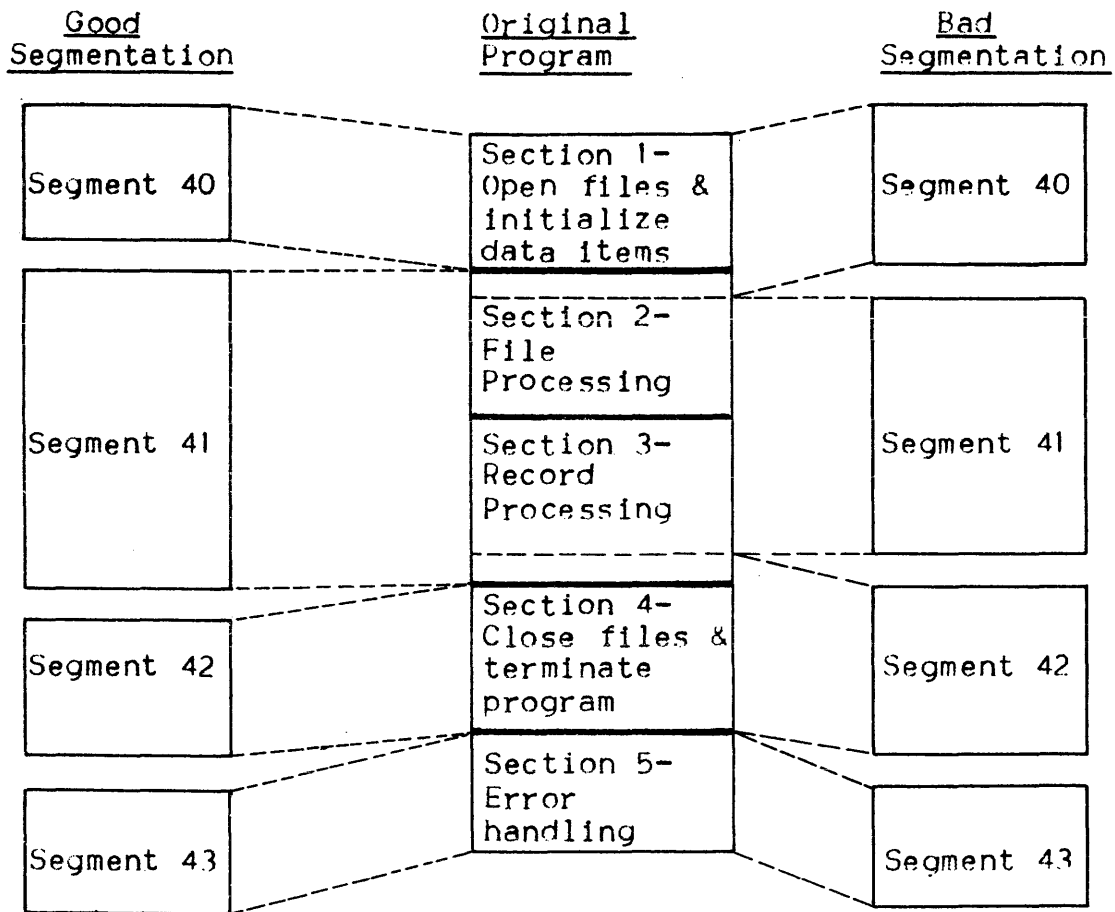 Good
Segmentation
Original
Program
Bad
Segmentation
Segment 40
Segment 41
Segment 42
Segment 43
Section 1-
Open files &
initialize
data items
Section 2-
File
Processing
Section 3-
Record
Processing
Section 4-
Close files &
terminate
program
Section 5-
Error
handling
Segment 40
Segment 41
Segment 42
Segment 43